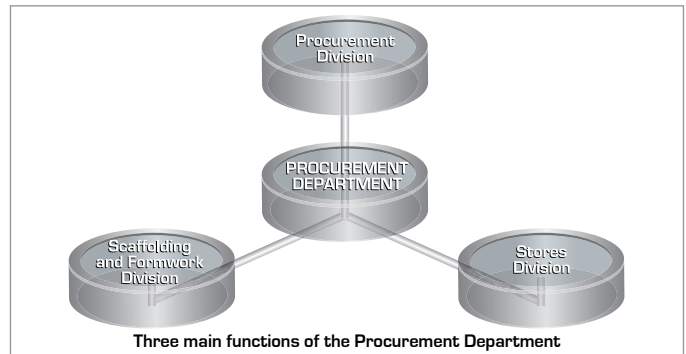 Procurement
Division
PROCUREMENT
DEPARTMENT
Scaffolding
and Formwork
Division
Stores
Division
Three main functions of the Procurement Department